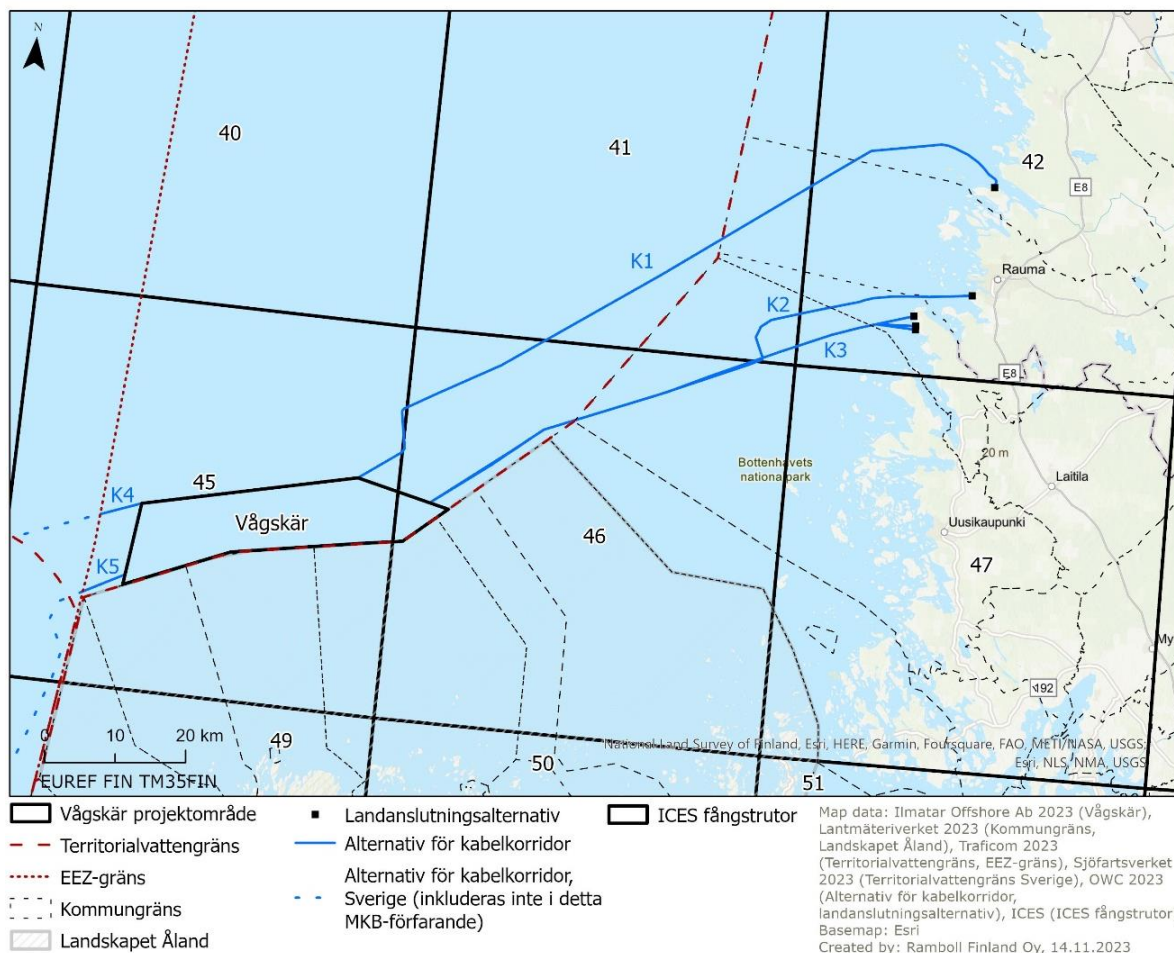 N
40
41
42
E8
K1
Rauma
K2
K3
E8
45
K4
Vågskär
K5
Bottenhavets
nationalpark
20 m
Laitila
Uusikaupunki
46
47
My
192
0 10 20 km
49
50
51
National Land Survey of Finland, Esri, HERE, Garmin, Foursquare, FAO, METI/NASA, USGS;
Esri, NLS, NMA, USGS
EUREF FIN TM35FIN
Vågskär projektområde
Territorialvattengräns
EEZ-gräns
Kommungräns
Landskapet Åland
Landanslutningsalternativ
Alternativ för kabelkorridor
Alternativ för kabelkorridor,
Sverige (inkluderas inte i detta
MKB-förfarande)
ICES fångstrutor
Map data: Ilmatar Offshore Ab 2023 (Vågskär),
Lantmäteriverket 2023 (Kommungräns,
Landskapet Åland), Traficom 2023
(Territorialvattengräns, EEZ-gräns), Sjöfartsverket
2023 (Territorialvattengräns Sverige), OWC 2023
(Alternativ för kabelkorridor,
landanslutningsalternativ), ICES (ICES fångstrutor
Basemap: Esri
Created by: Ramboll Finland Oy, 14.11.2023